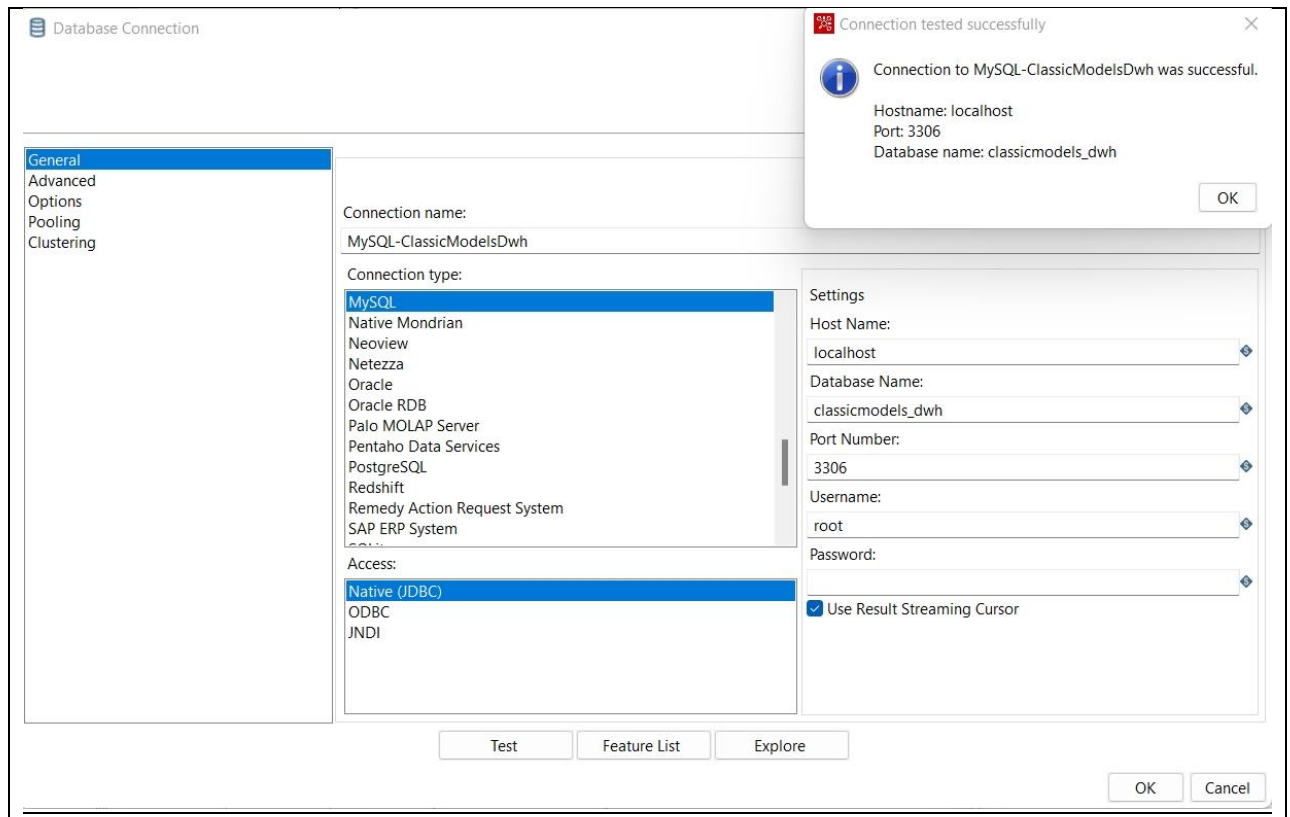 Database Connection
Connection tested successfully
Connection to MySQL-ClassicModelsDwh was successful.
Hostname: localhost
Port: 3306
Database name: classicmodels_dwh
OK
General
Advanced
Options
Pooling
Clustering
Connection name:
MySQL-ClassicModelsDwh
Connection type:
MySQL
Native Mondrian
Neoview
Netezza
Oracle
Oracle RDB
Palo MOLAP Server
Pentaho Data Services
PostgreSQL
Redshift
Remedy Action Request System
SAP ERP System
Access:
Native (JDBC)
ODBC
JNDI
Settings
Host Name:
localhost
Database Name:
classicmodels_dwh
Port Number:
3306
Username:
root
Password:
Use Result Streaming Cursor
Test
Feature List
Explore
OK
Cancel